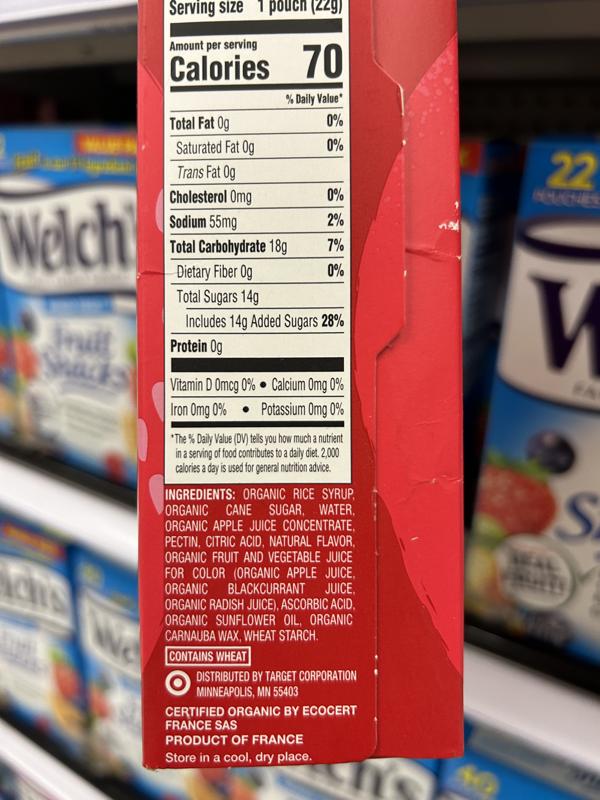 Serving size 1 pouch (22g)
Amount per serving
Calories 70
% Daily Value*
Total Fat 0g 0%
Saturated Fat 0g 0%
Trans Fat 0g
Cholesterol 0mg 0%
Sodium 55mg 2%
Total Carbohydrate 18g 7%
Dietary Fiber 0g 0%
Total Sugars 14g
Includes 14g Added Sugars 28%
Protein 0g
Vitamin D 0mcg 0% • Calcium 0mg 0%
Iron 0mg 0% • Potassium 0mg 0%
*The % Daily Value (DV) tells you how much a nutrient
in a serving of food contributes to a daily diet. 2,000
calories a day is used for general nutrition advice.
INGREDIENTS: ORGANIC RICE SYRUP,
ORGANIC CANE SUGAR, WATER,
ORGANIC APPLE JUICE CONCENTRATE,
PECTIN, CITRIC ACID, NATURAL FLAVOR,
ORGANIC FRUIT AND VEGETABLE JUICE
FOR COLOR (ORGANIC APPLE JUICE,
ORGANIC BLACKCURRANT JUICE,
ORGANIC RADISH JUICE), ASCORBIC ACID,
ORGANIC SUNFLOWER OIL, ORGANIC
CARNAUBA WAX, WHEAT STARCH.
CONTAINS WHEAT
DISTRIBUTED BY TARGET CORPORATION
MINNEAPOLIS, MN 55403
CERTIFIED ORGANIC BY ECOCERT
FRANCE SAS
PRODUCT OF FRANCE
Store in a cool, dry place.
Welch's
Fruit
Snacks
22
POUCHES
W